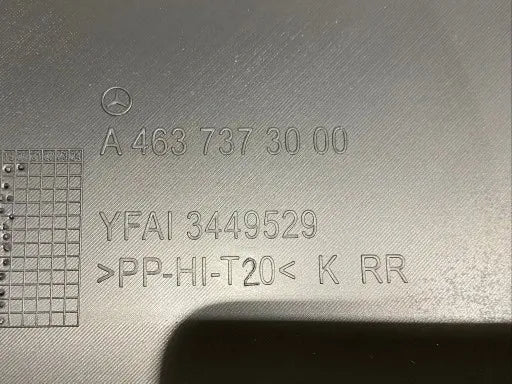 A 463 737 30 00
YFAI 3449529
>PP-HI-T20< K RR